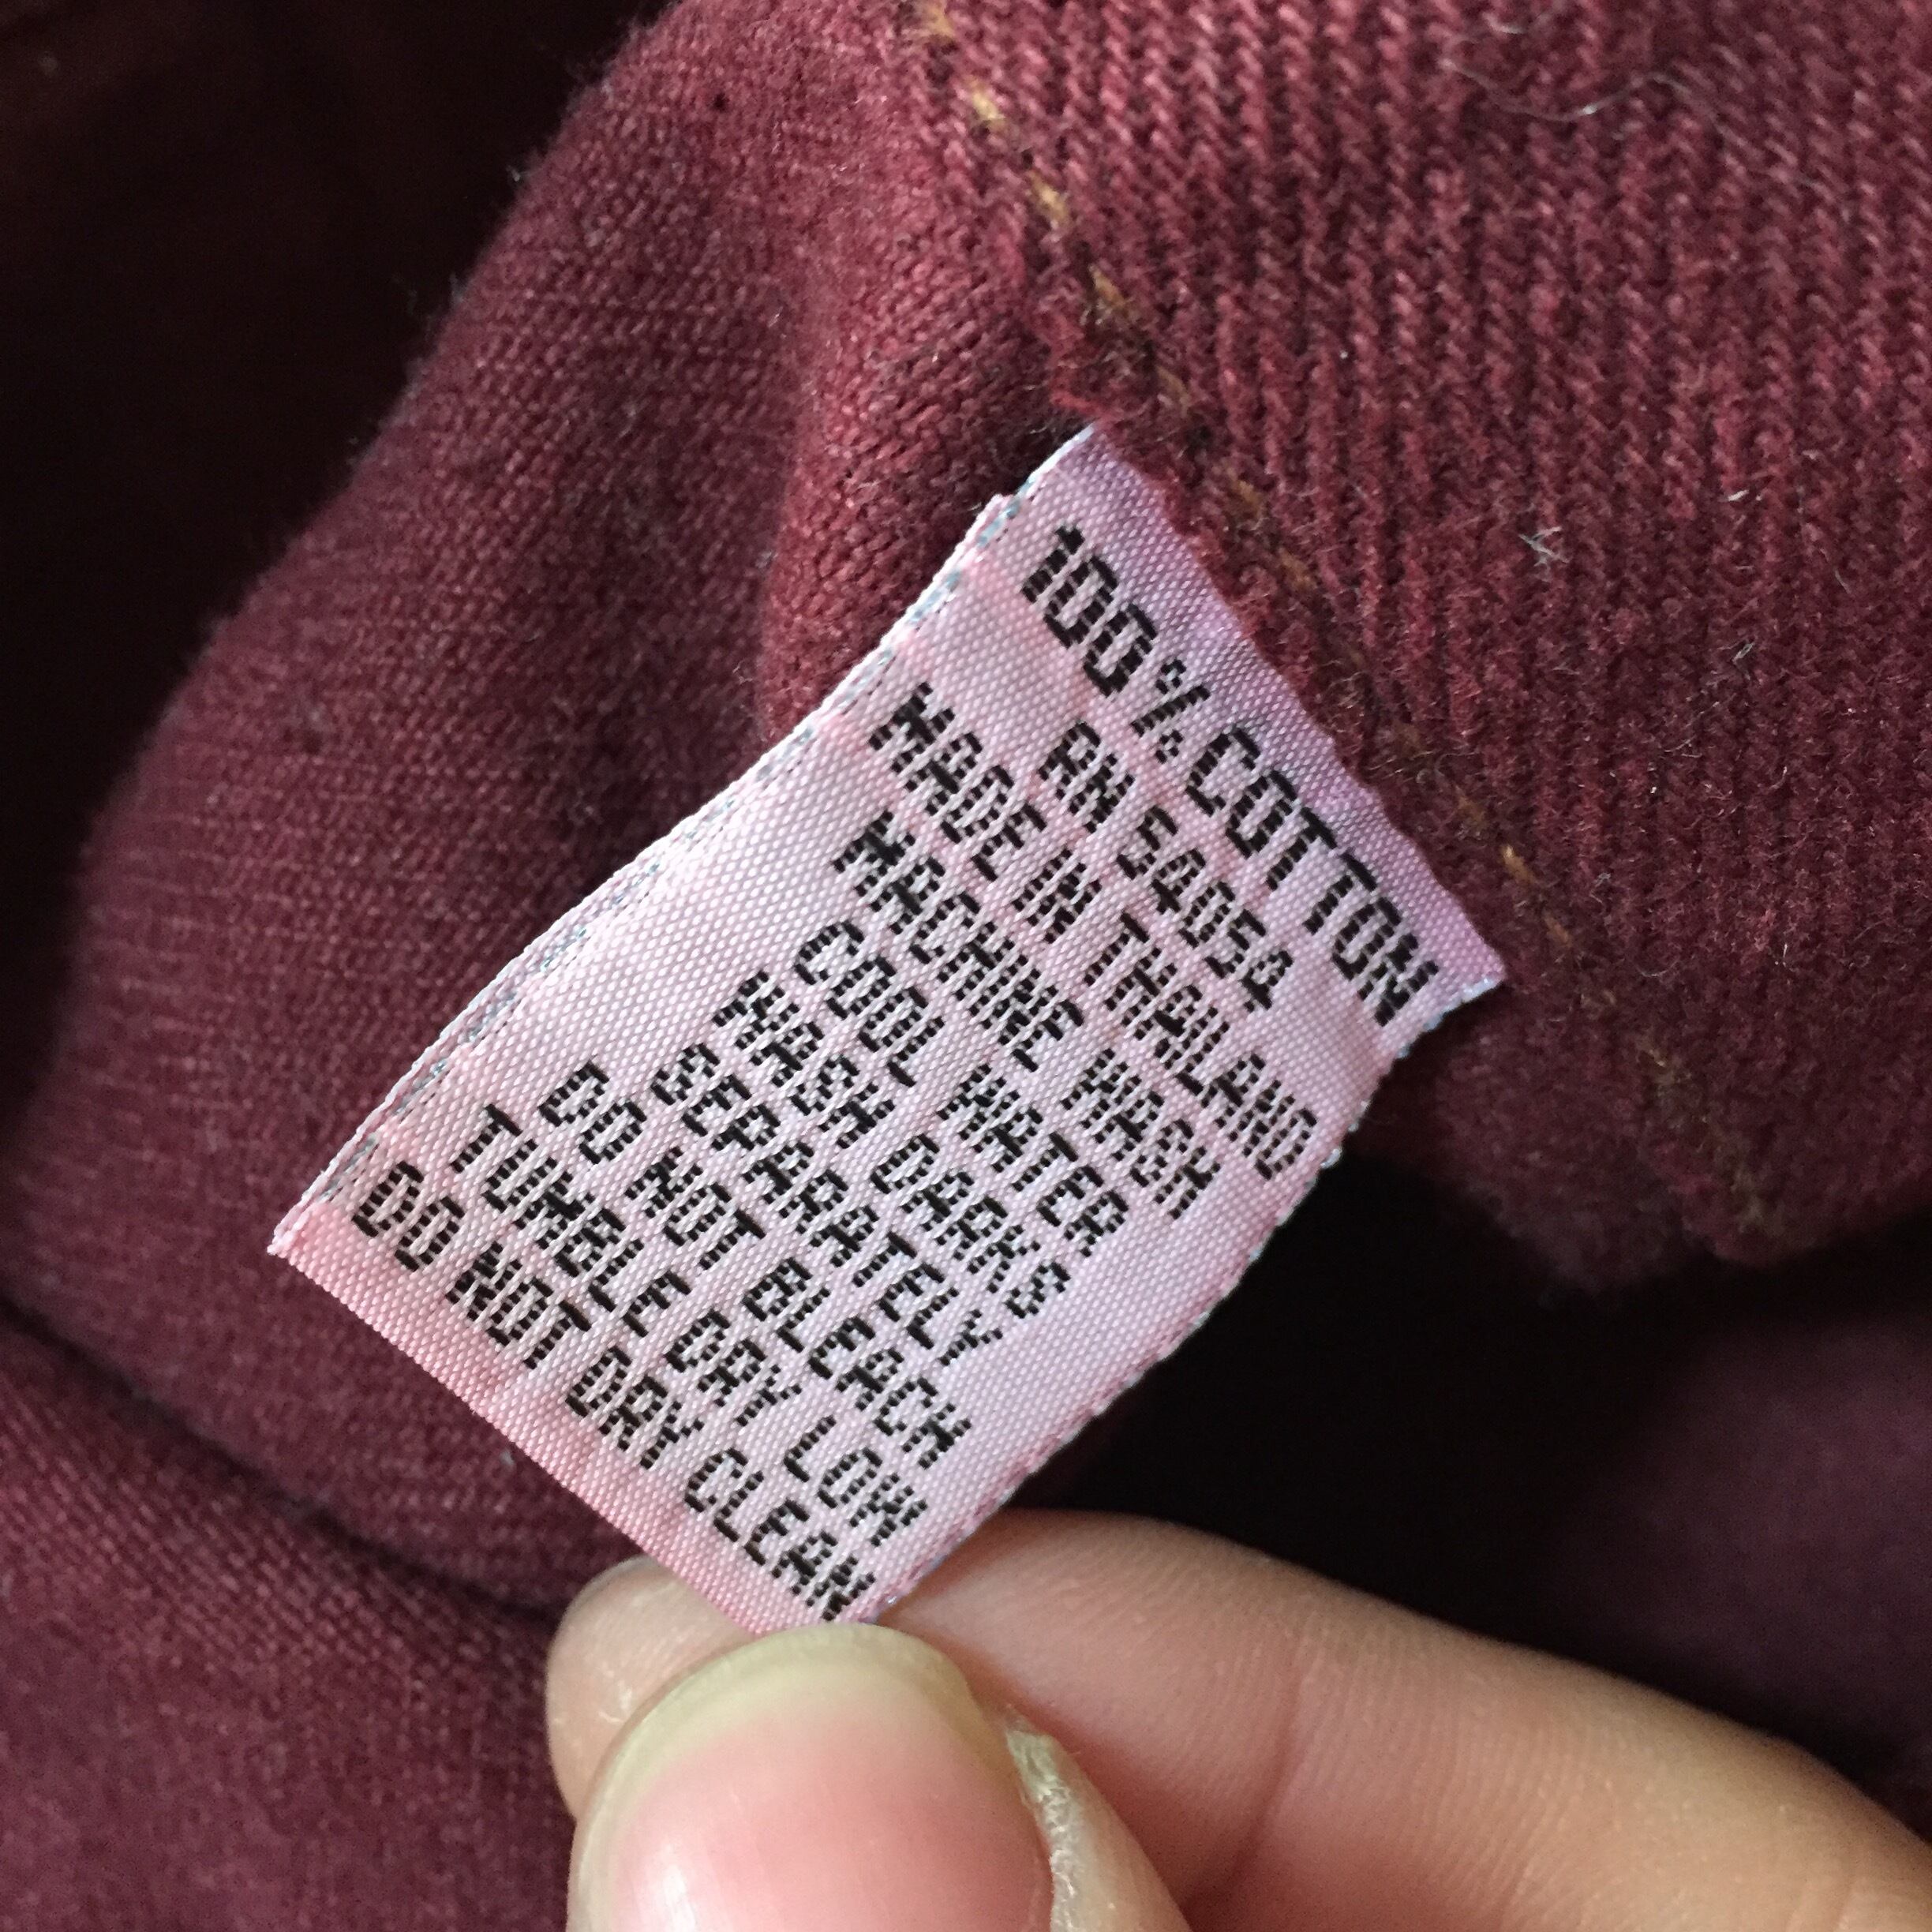 100% COTTON
RN 54054
MADE IN THAILAND
MACHINE WASH
COOL WATER
WASH DARKS
SEPARATELY
DO NOT BLEACH
TUMBLE DRY LOW
DO NOT DRY CLEAN